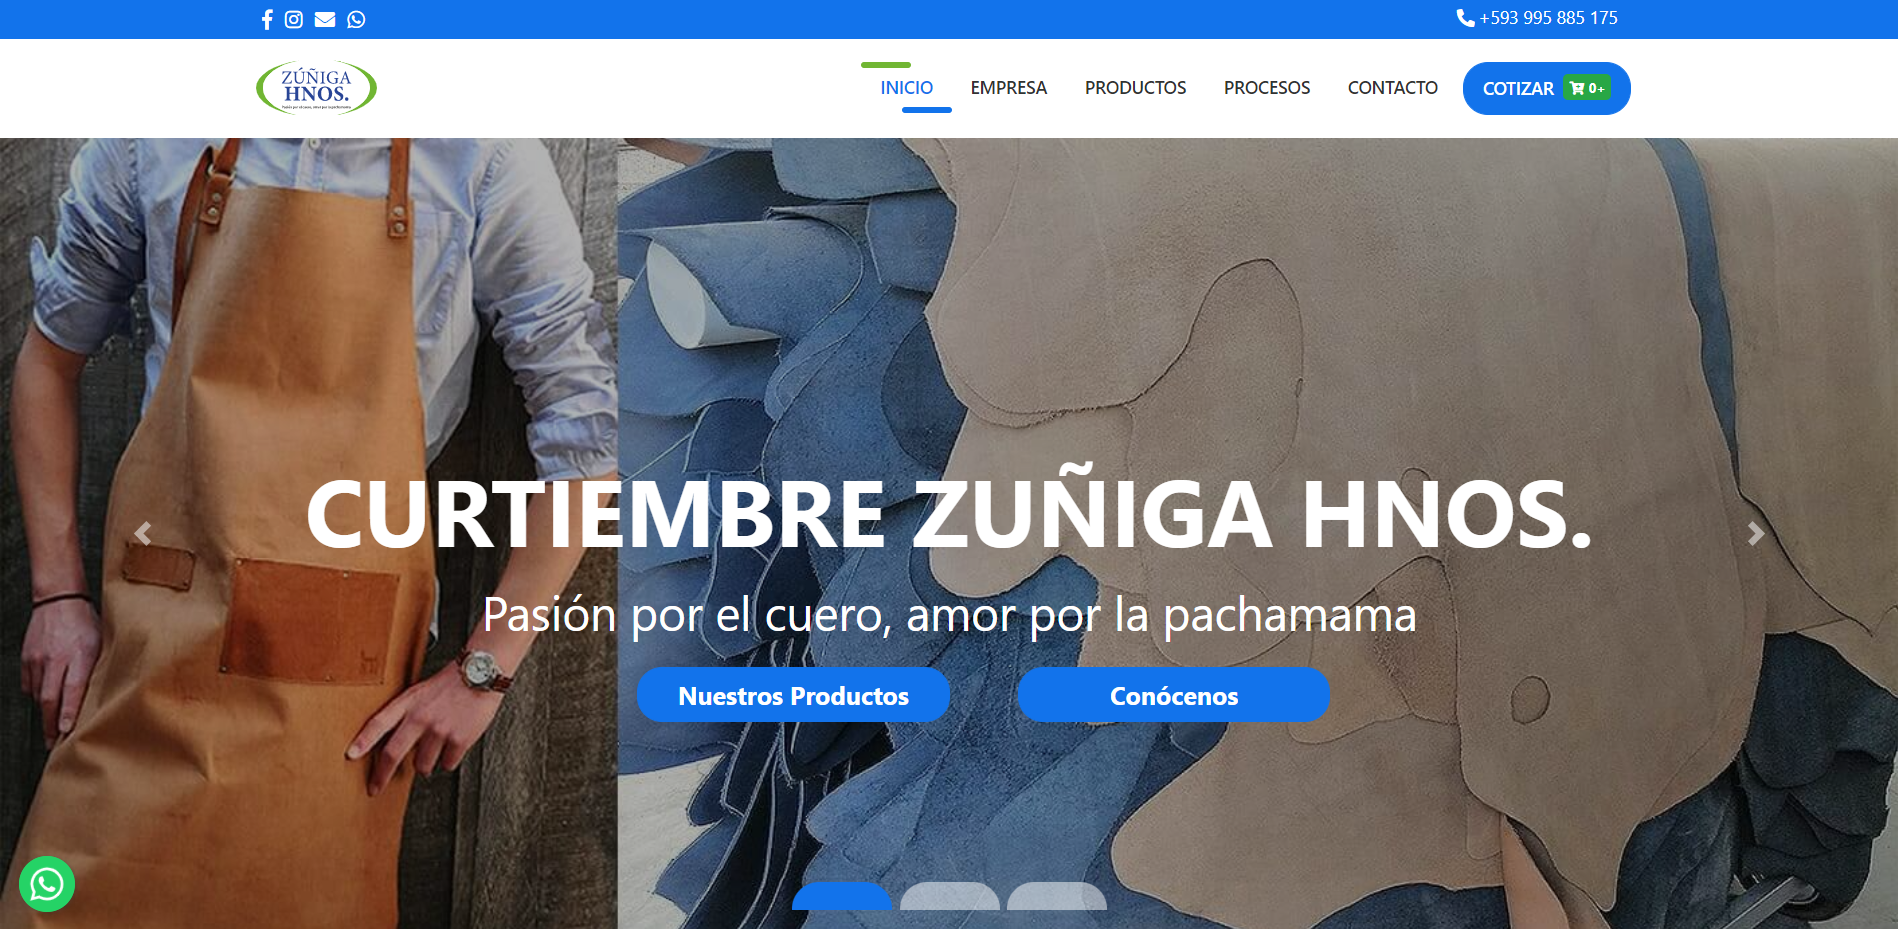 +593 995 885 175
ZÚÑIGA
HNOS.
INICIO
EMPRESA
PRODUCTOS
PROCESOS
CONTACTO
COTIZAR 0+
CURTIEMBRE ZUÑIGA HNOS.
Pasión por el cuero, amor por la pachamama
Nuestros Productos
Conócenos